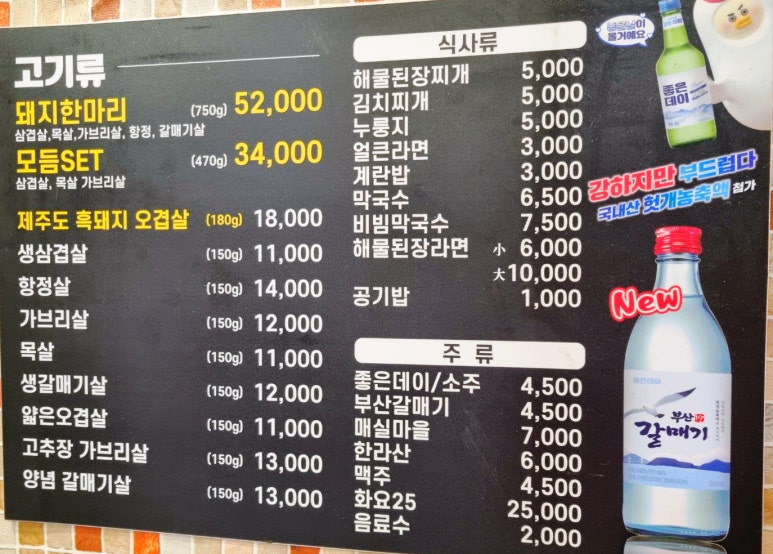 고기류
돼지한마리 (750g) 52,000
삼겹살,목살,가브리살, 항정, 갈매기살
모듬SET (470g) 34,000
삼겹살, 목살 가브리살
제주도 흑돼지 오겹살 (180g) 18,000
생삼겹살 (150g) 11,000
항정살 (150g) 14,000
가브리살 (150g) 12,000
목살 (150g) 11,000
생갈매기살 (150g) 12,000
얇은오겹살 (150g) 11,000
고추장 가브리살 (150g) 13,000
양념 갈매기살 (150g) 13,000
식사류
해물된장찌개 5,000
김치찌개 5,000
누룽지 5,000
얼큰라면 3,000
계란밥 3,000
막국수 6,500
비빔막국수 7,500
해물된장라면 小 6,000
大 10,000
공기밥 1,000
주 류
좋은데이/소주 4,500
부산갈매기 4,500
매실마을 7,000
한라산 6,000
맥주 4,500
화요25 25,000
음료수 2,000
올거예요
좋은
데이
강하지만 부드럽다
국내산 헛개농축액 첨가
New
부산
갈매기